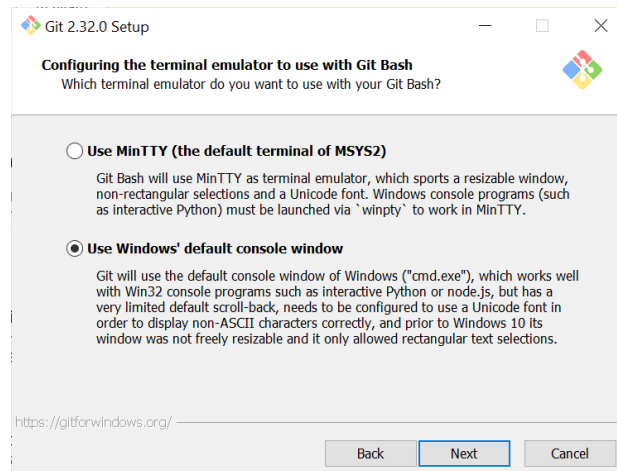 Git 2.32.0 Setup
Configuring the terminal emulator to use with Git Bash
Which terminal emulator do you want to use with your Git Bash?
Use MinTTY (the default terminal of MSYS2)
Git Bash will use MinTTY as terminal emulator, which sports a resizable window,
non-rectangular selections and a Unicode font. Windows console programs (such
as interactive Python) must be launched via `winpty` to work in MinTTY.
Use Windows' default console window
Git will use the default console window of Windows ("cmd.exe"), which works well
with Win32 console programs such as interactive Python or node.js, but has a
very limited default scroll-back, needs to be configured to use a Unicode font in
order to display non-ASCII characters correctly, and prior to Windows 10 its
window was not freely resizable and it only allowed rectangular text selections.
https://gitforwindows.org/
Back Next Cancel